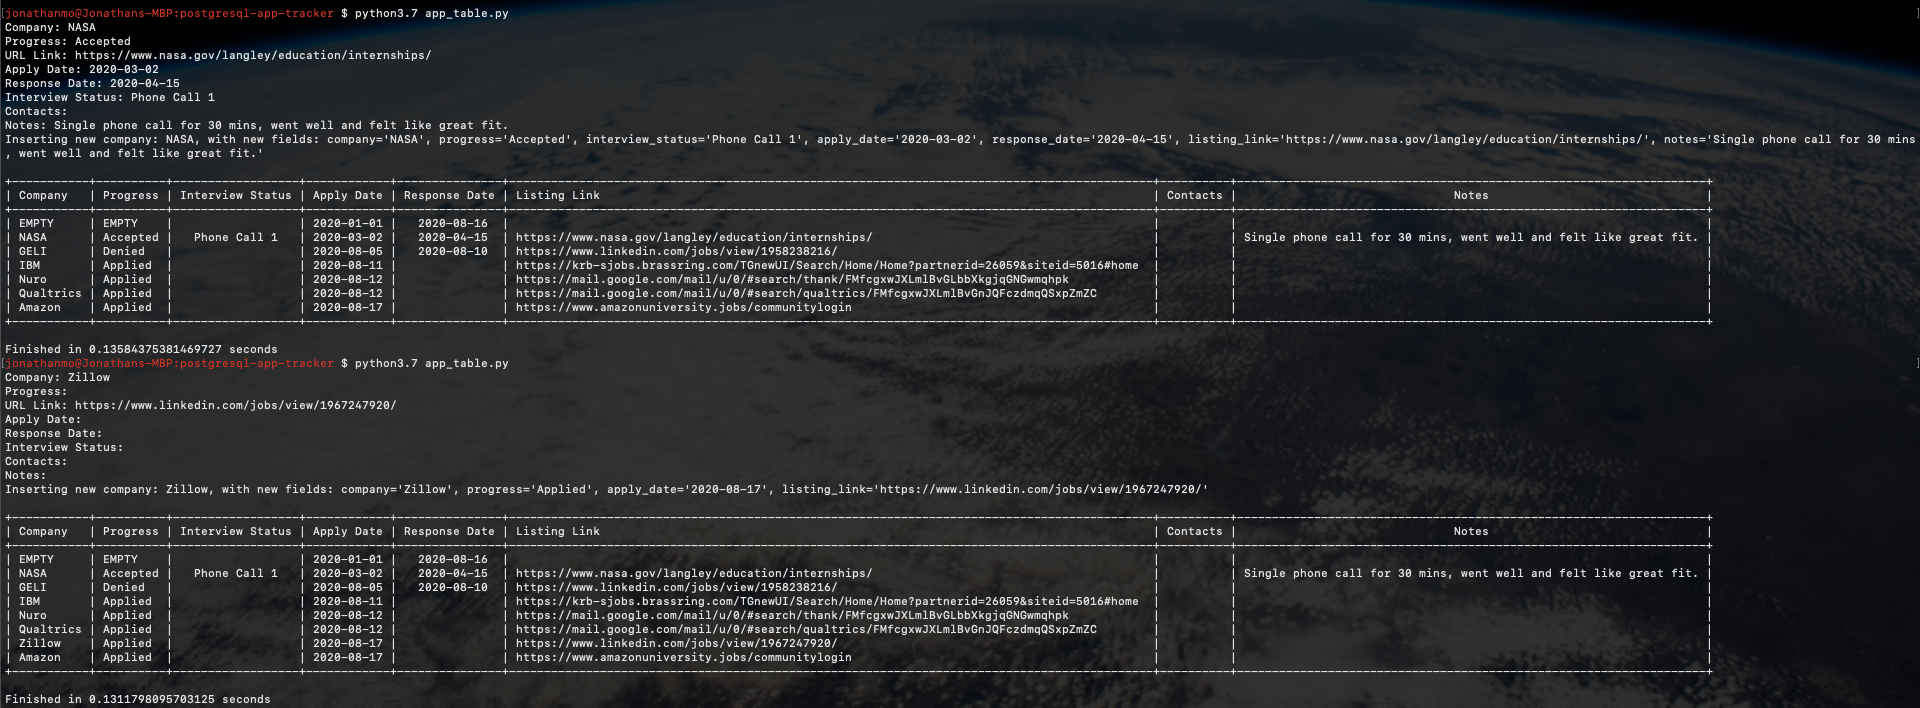 [jonathanmo@Jonathans-MBP:postgresql-app-tracker $ python3.7 app_table.py ]
Company: NASA
Progress: Accepted
URL Link: https://www.nasa.gov/langley/education/internships/
Apply Date: 2020-03-02
Response Date: 2020-04-15
Interview Status: Phone Call 1
Contacts:
Notes: Single phone call for 30 mins, went well and felt like great fit.
Inserting new company: NASA, with new fields: company='NASA', progress='Accepted', interview_status='Phone Call 1', apply_date='2020-03-02', response_date='2020-04-15', listing_link='https://www.nasa.gov/langley/education/internships/', notes='Single phone call for 30 mins
, went well and felt like great fit.'
| Company | Progress | Interview Status | Apply Date | Response Date | Listing Link | Contacts | Notes |
| EMPTY | EMPTY | | 2020-01-01 | 2020-08-16 | | | |
| NASA | Accepted | Phone Call 1 | 2020-03-02 | 2020-04-15 | https://www.nasa.gov/langley/education/internships/ | | Single phone call for 30 mins, went well and felt like great fit. |
| GELI | Denied | | 2020-08-05 | 2020-08-10 | https://www.linkedin.com/jobs/view/1958238216/ | | |
| IBM | Applied | | 2020-08-11 | | https://krb-sjobs.brassring.com/TGnewUI/Search/Home/Home?partnerid=26059&siteid=5016#home | | |
| Nuro | Applied | | 2020-08-12 | | https://mail.google.com/mail/u/0/#search/thank/FMfcgxwJXLmlBvGLbbXkgjqGNGwmqhpk | | |
| Qualtrics | Applied | | 2020-08-12 | | https://mail.google.com/mail/u/0/#search/qualtrics/FMfcgxwJXLmlBvGnJQFczdmqQSxpZmZC | | |
| Amazon | Applied | | 2020-08-17 | | https://www.amazonuniversity.jobs/communitylogin | | |
Finished in 0.13584375381469727 seconds
[jonathanmo@Jonathans-MBP:postgresql-app-tracker $ python3.7 app_table.py ]
Company: Zillow
Progress:
URL Link: https://www.linkedin.com/jobs/view/1967247920/
Apply Date:
Response Date:
Interview Status:
Contacts:
Notes:
Inserting new company: Zillow, with new fields: company='Zillow', progress='Applied', apply_date='2020-08-17', listing_link='https://www.linkedin.com/jobs/view/1967247920/'
| Company | Progress | Interview Status | Apply Date | Response Date | Listing Link | Contacts | Notes |
| EMPTY | EMPTY | | 2020-01-01 | 2020-08-16 | | | |
| NASA | Accepted | Phone Call 1 | 2020-03-02 | 2020-04-15 | https://www.nasa.gov/langley/education/internships/ | | Single phone call for 30 mins, went well and felt like great fit. |
| GELI | Denied | | 2020-08-05 | 2020-08-10 | https://www.linkedin.com/jobs/view/1958238216/ | | |
| IBM | Applied | | 2020-08-11 | | https://krb-sjobs.brassring.com/TGnewUI/Search/Home/Home?partnerid=26059&siteid=5016#home | | |
| Nuro | Applied | | 2020-08-12 | | https://mail.google.com/mail/u/0/#search/thank/FMfcgxwJXLmlBvGLbbXkgjqGNGwmqhpk | | |
| Qualtrics | Applied | | 2020-08-12 | | https://mail.google.com/mail/u/0/#search/qualtrics/FMfcgxwJXLmlBvGnJQFczdmqQSxpZmZC | | |
| Zillow | Applied | | 2020-08-17 | | https://www.linkedin.com/jobs/view/1967247920/ | | |
| Amazon | Applied | | 2020-08-17 | | https://www.amazonuniversity.jobs/communitylogin | | |
Finished in 0.1311798095703125 seconds